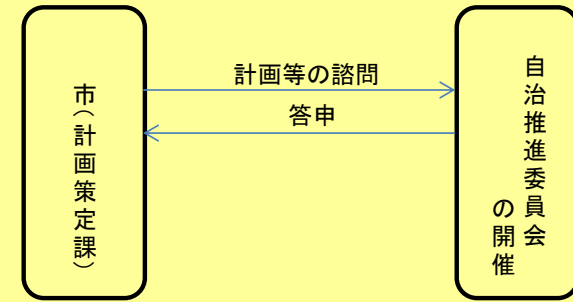 市（計画策定課）
計画等の諮問
答申
自治推進委員会
の開催